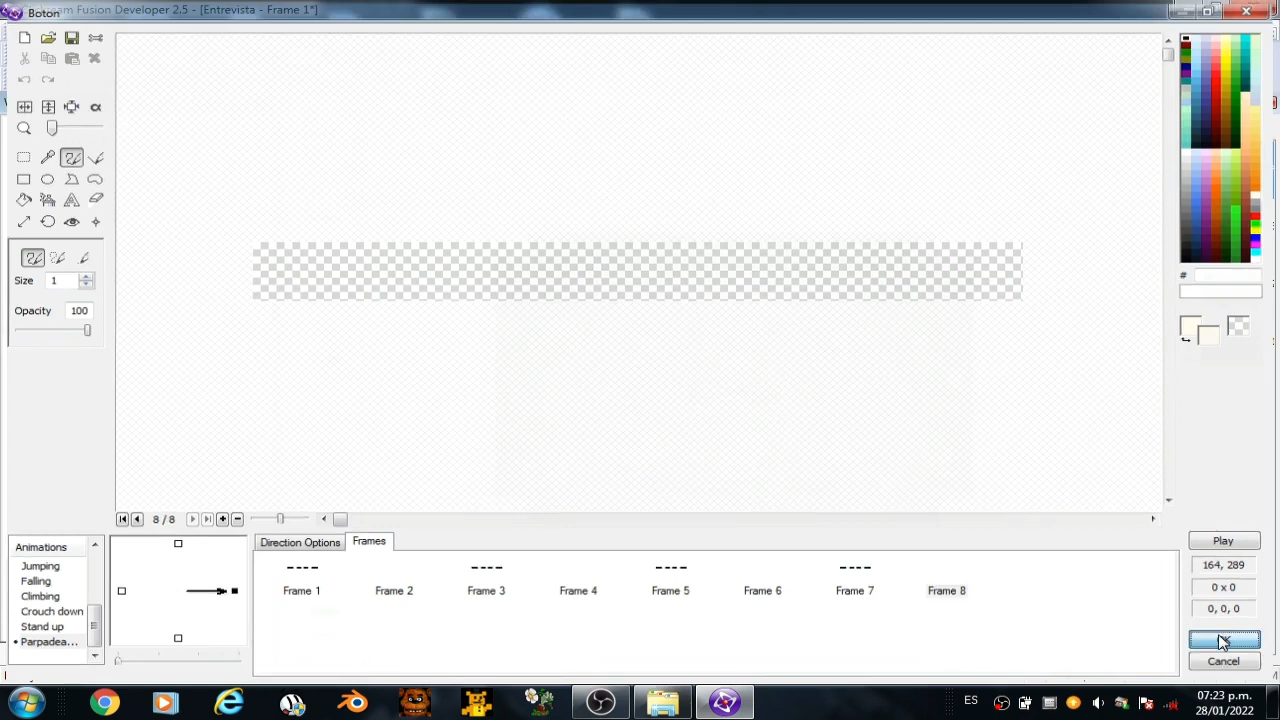 Boton
am Fusion Developer 2.5 - [Entrevista - Frame 1*]
Size 1
Opacity 100
#
8 / 8
Animations
Jumping
Falling
Climbing
Crouch down
Stand up
Parpadea...
Direction Options
Frames
Frame 1
Frame 2
Frame 3
Frame 4
Frame 5
Frame 6
Frame 7
Frame 8
Play
164, 289
0 x 0
0, 0, 0
Cancel
ES
07:23 p.m.
28/01/2022